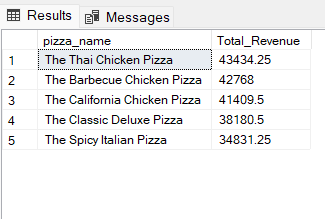 Results Messages
pizza_name Total_Revenue
1 The Thai Chicken Pizza 43434.25
2 The Barbecue Chicken Pizza 42768
3 The California Chicken Pizza 41409.5
4 The Classic Deluxe Pizza 38180.5
5 The Spicy Italian Pizza 34831.25